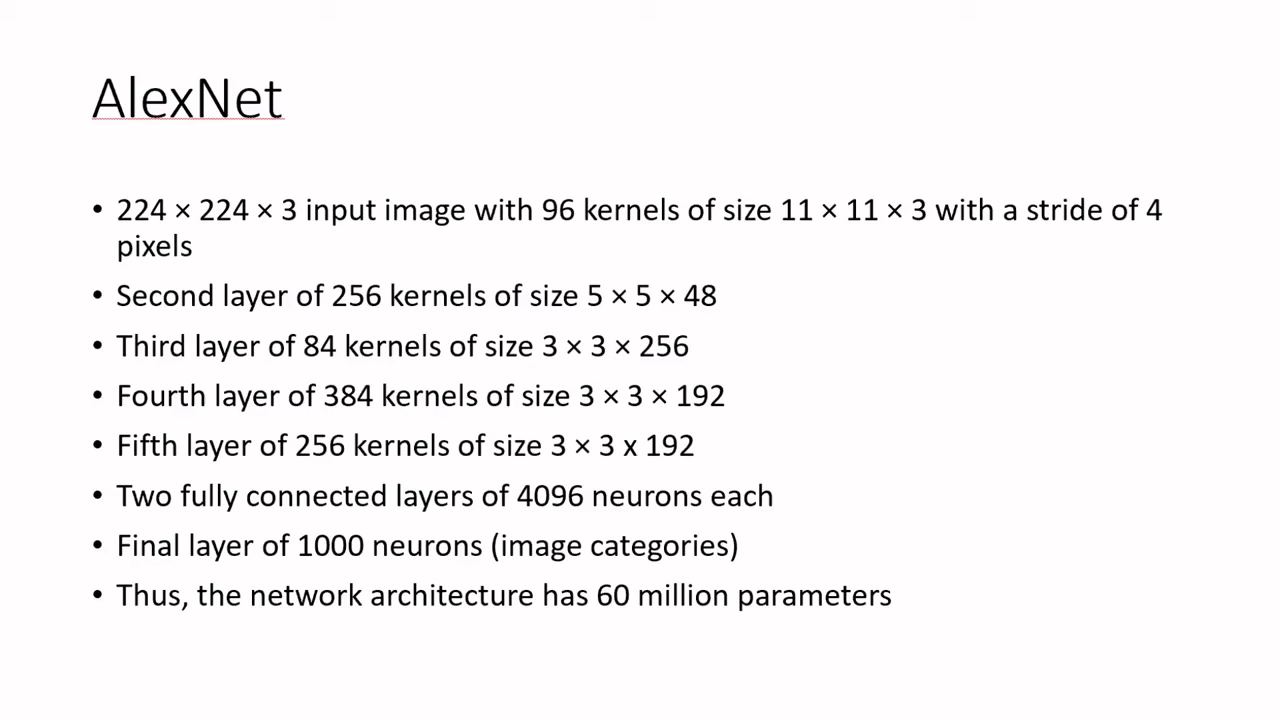 AlexNet
• 224 × 224 × 3 input image with 96 kernels of size 11 × 11 × 3 with a stride of 4
pixels
• Second layer of 256 kernels of size 5 × 5 × 48
• Third layer of 84 kernels of size 3 × 3 × 256
• Fourth layer of 384 kernels of size 3 × 3 × 192
• Fifth layer of 256 kernels of size 3 × 3 x 192
• Two fully connected layers of 4096 neurons each
• Final layer of 1000 neurons (image categories)
• Thus, the network architecture has 60 million parameters